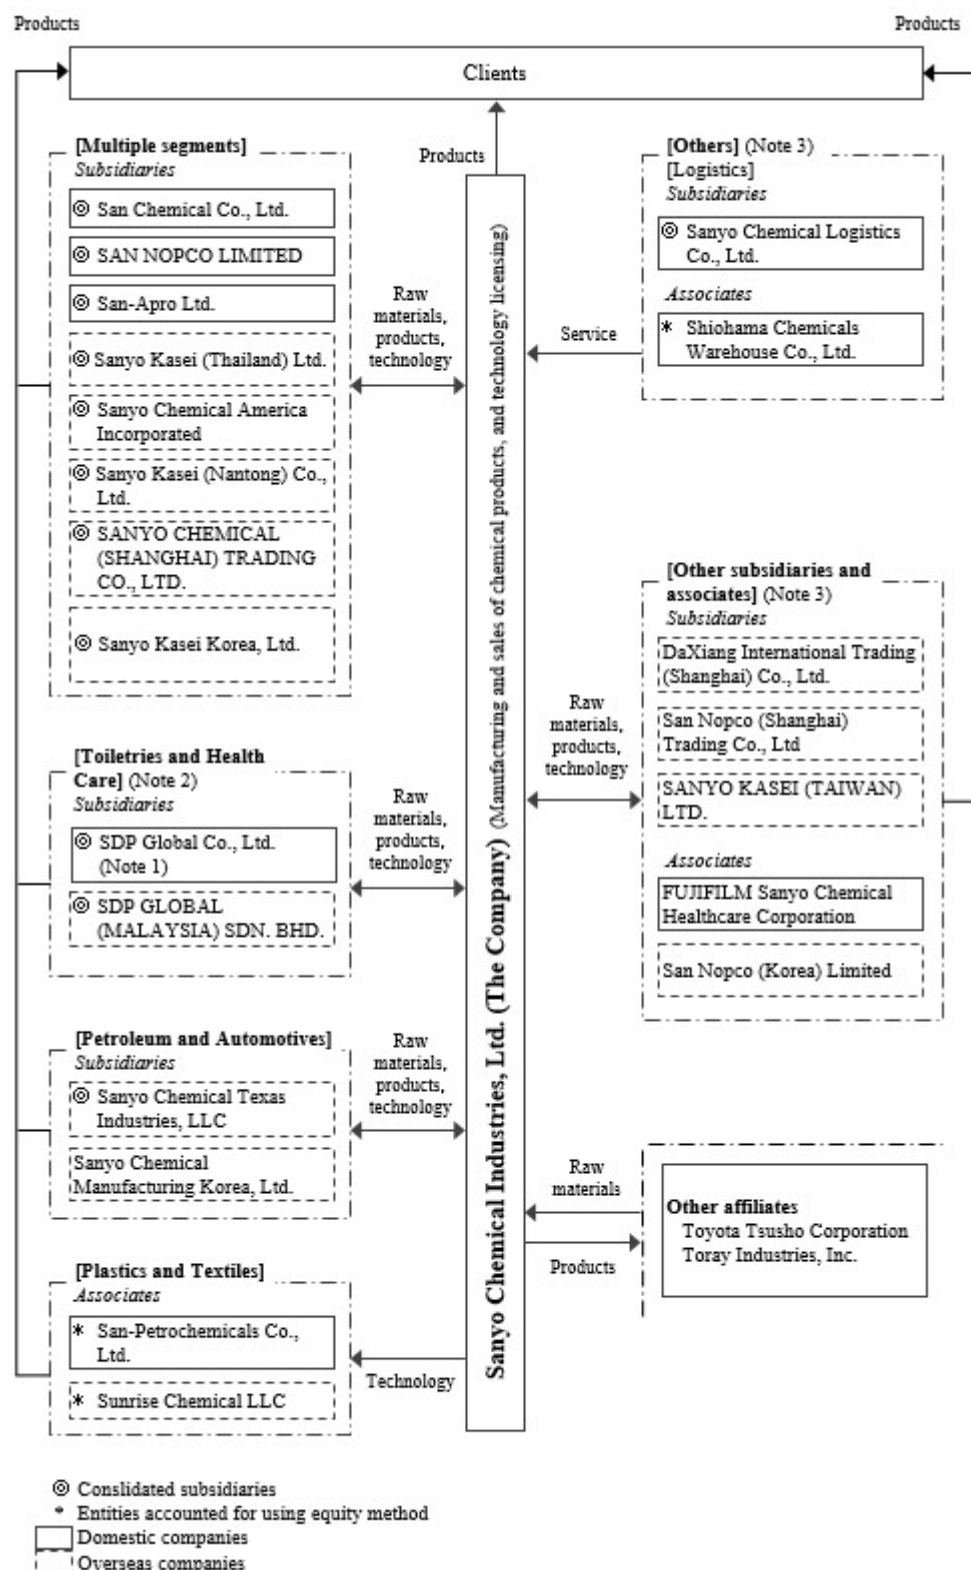 Products
Products
Clients
[Multiple segments]
Subsidiaries
◎ San Chemical Co., Ltd.
◎ SAN NOPCO LIMITED
◎ San-Apro Ltd.
◎ Sanyo Kasei (Thailand) Ltd.
◎ Sanyo Chemical America
Incorporated
◎ Sanyo Kasei (Nantong) Co.,
Ltd.
◎ SANYO CHEMICAL
(SHANGHAI) TRADING
CO., LTD.
◎ Sanyo Kasei Korea, Ltd.
Raw
materials,
products,
technology
[Toiletries and Health
Care] (Note 2)
Subsidiaries
◎ SDP Global Co., Ltd.
(Note 1)
◎ SDP GLOBAL
(MALAYSIA) SDN. BHD.
Raw
materials,
products,
technology
[Petroleum and Automotives]
Subsidiaries
◎ Sanyo Chemical Texas
Industries, LLC
Sanyo Chemical
Manufacturing Korea, Ltd.
Raw
materials,
products,
technology
[Plastics and Textiles]
Associates
* San-Petrochemicals Co.,
Ltd.
* Sunrise Chemical LLC
Technology
Products
Sanyo Chemical Industries, Ltd. (The Company) (Manufacturing and sales of chemical products, and technology licensing)
[Others] (Note 3)
[Logistics]
Subsidiaries
◎ Sanyo Chemical Logistics
Co., Ltd.
Associates
* Shiohama Chemicals
Warehouse Co., Ltd.
Service
[Other subsidiaries and
associates] (Note 3)
Subsidiaries
DaXiang International Trading
(Shanghai) Co., Ltd.
San Nopco (Shanghai)
Trading Co., Ltd
SANYO KASEI (TAIWAN)
LTD.
Associates
FUJIFILM Sanyo Chemical
Healthcare Corporation
San Nopco (Korea) Limited
Raw
materials,
products,
technology
Raw
materials
Products
Other affiliates
Toyota Tsusho Corporation
Toray Industries, Inc.
◎ Conslidated subsidiaries
* Entities accounted for using equity method
Domestic companies
Overseas companies